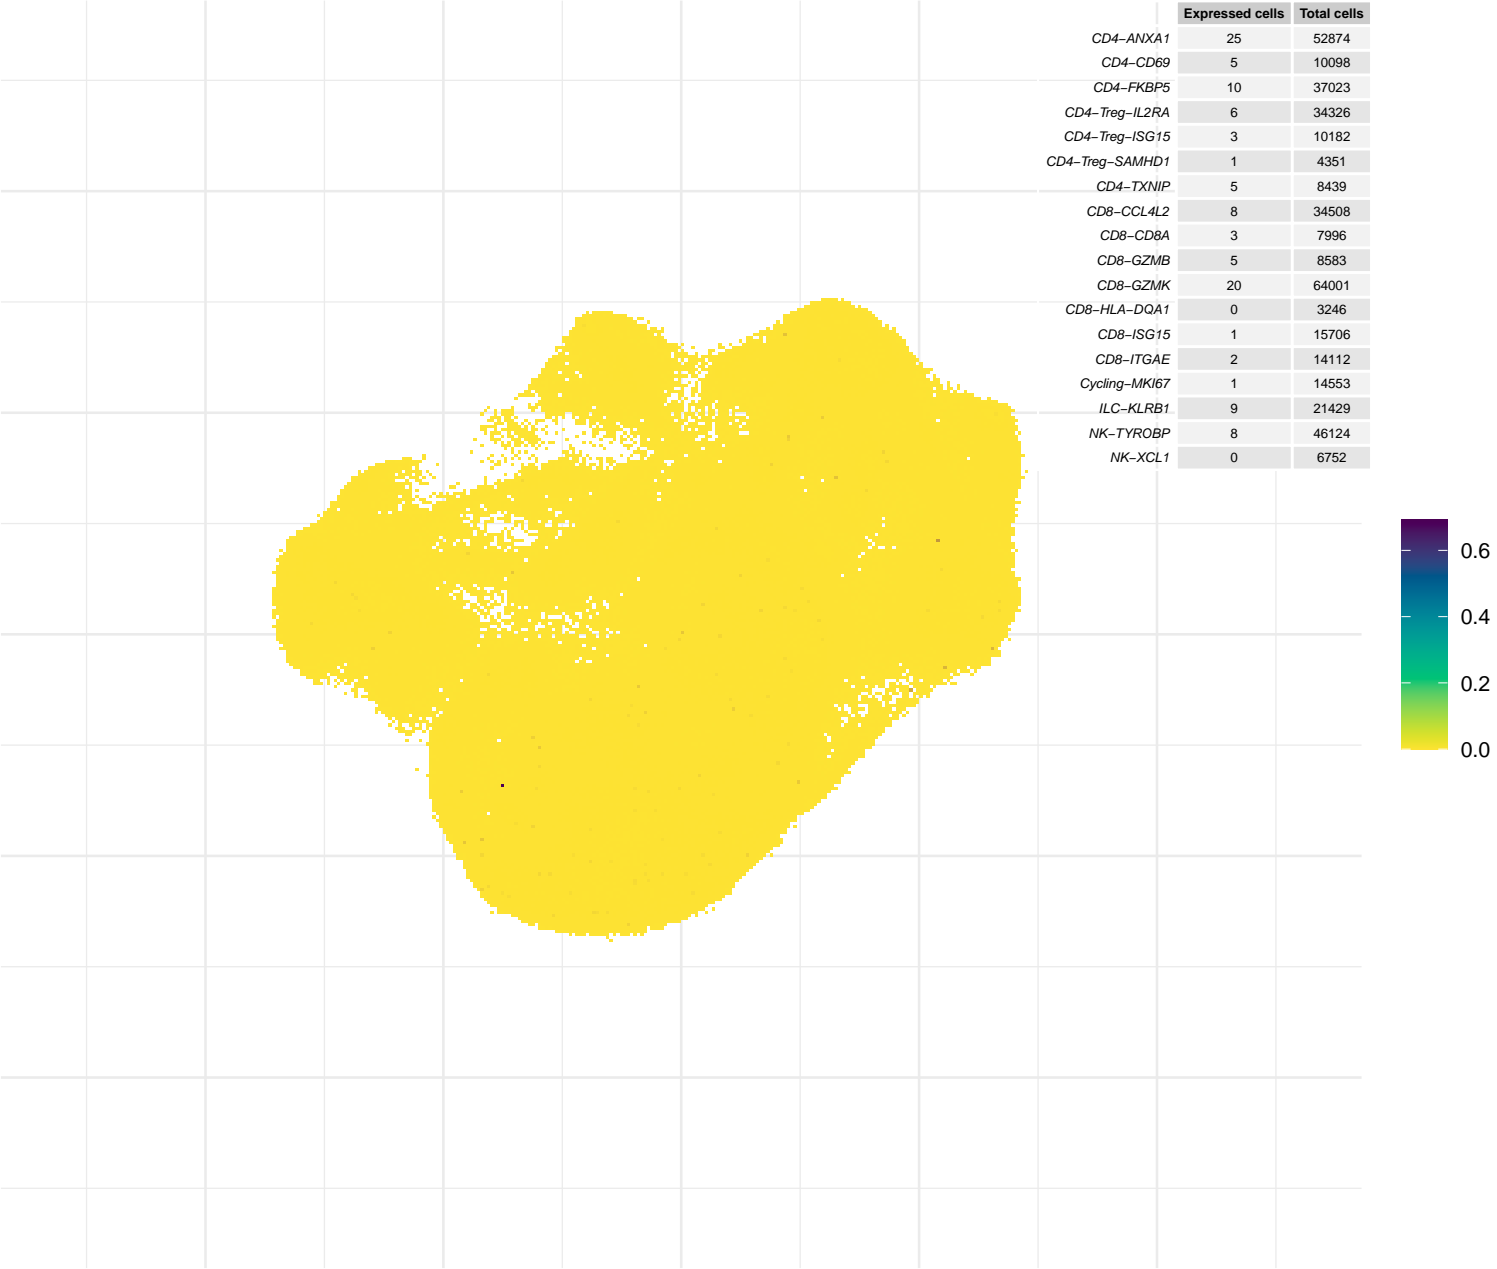 Expressed cells Total cells
CD4−ANXA1 25 52874
CD4−CD69 5 10098
CD4−FKBP5 10 37023
CD4−Treg−IL2RA 6 34326
CD4−Treg−ISG15 3 10182
CD4−Treg−SAMHD1 1 4351
CD4−TXNIP 5 8439
CD8−CCL4L2 8 34508
CD8−CD8A 3 7996
CD8−GZMB 5 8583
CD8−GZMK 20 64001
CD8−HLA−DQA1 0 3246
CD8−ISG15 1 15706
CD8−ITGAE 2 14112
Cycling−MKI67 1 14553
ILC−KLRB1 9 21429
NK−TYROBP 8 46124
NK−XCL1 0 6752
0.6
0.4
0.2
0.0